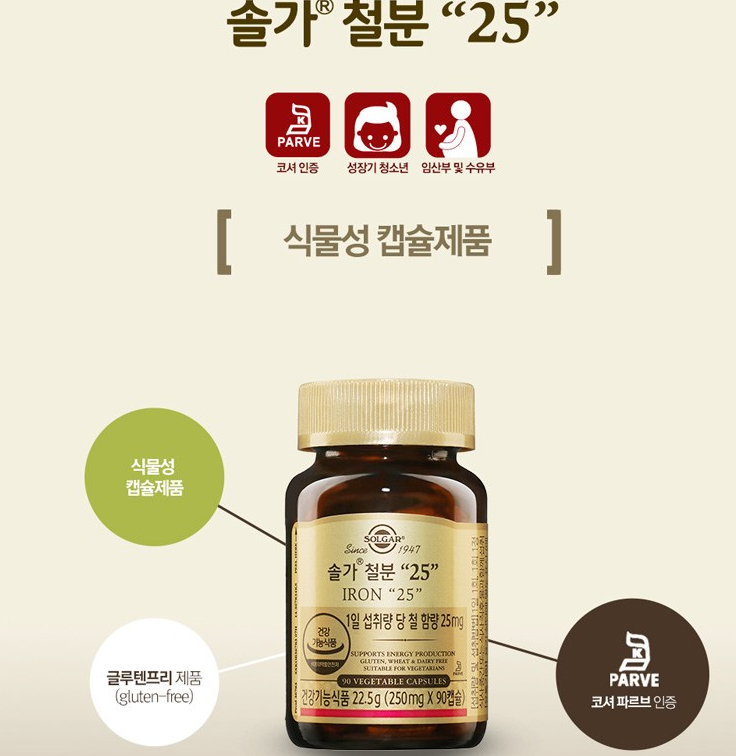 솔가® 철분 “25”
PARVE
코셔 인증
성장기 청소년
임산부 및 수유부
[ 식물성 캡슐제품 ]
식물성
캡슐제품
SOLGAR®
Since 1947
솔가® 철분 “25”
IRON “25”
1일 섭취량 당 철 함량 25mg
건강
기능식품
SUPPORTS ENERGY PRODUCTION
GLUTEN, WHEAT & DAIRY FREE
SUITABLE FOR VEGETARIANS
PARVE
90 VEGETABLE CAPSULES
건강기능식품 22.5g (250mg X 90캡슐)
글루텐프리 제품
(gluten-free)
K
PARVE
코셔 파르브 인증